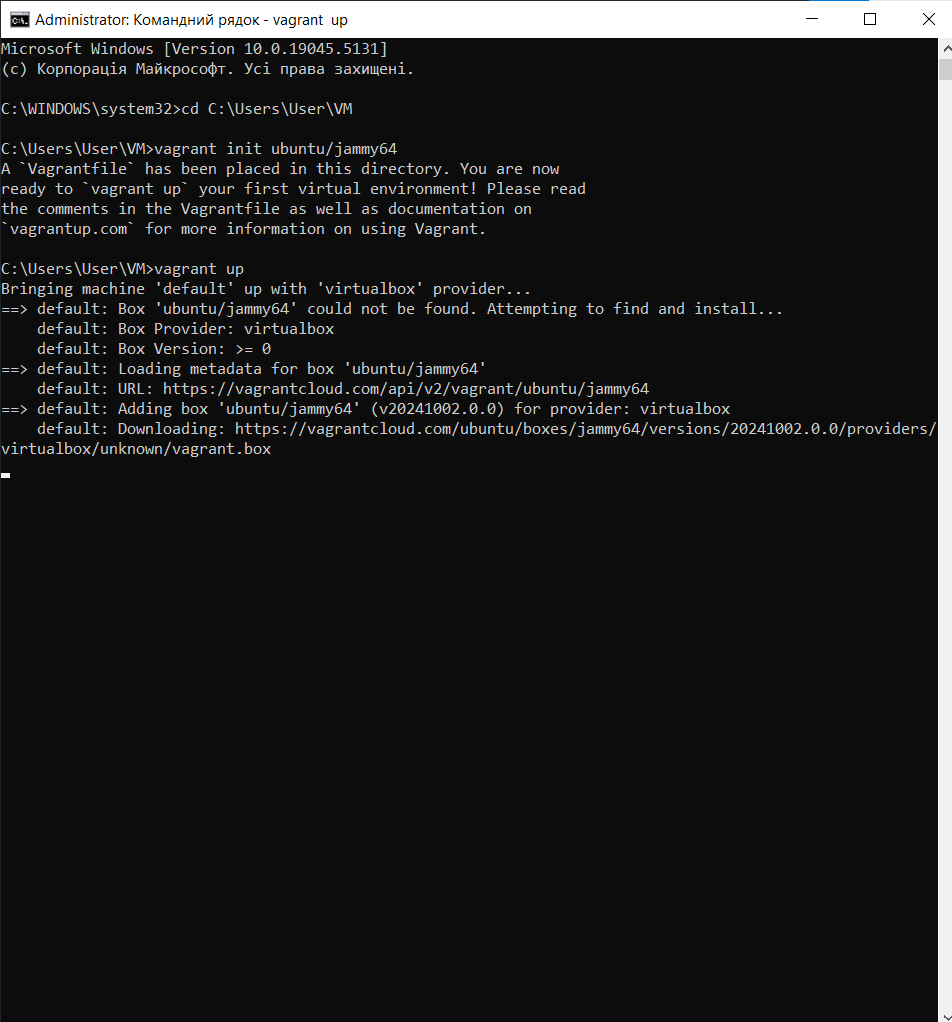 Administrator: Командний рядок - vagrant  up
Microsoft Windows [Version 10.0.19045.5131]
(c) Корпорація Майкрософт. Усі права захищені.
C:\WINDOWS\system32>cd C:\Users\User\VM
C:\Users\User\VM>vagrant init ubuntu/jammy64
A `Vagrantfile` has been placed in this directory. You are now
ready to `vagrant up` your first virtual environment! Please read
the comments in the Vagrantfile as well as documentation on
`vagrantup.com` for more information on using Vagrant.
C:\Users\User\VM>vagrant up
Bringing machine 'default' up with 'virtualbox' provider...
==> default: Box 'ubuntu/jammy64' could not be found. Attempting to find and install...
    default: Box Provider: virtualbox
    default: Box Version: >= 0
==> default: Loading metadata for box 'ubuntu/jammy64'
    default: URL: https://vagrantcloud.com/api/v2/vagrant/ubuntu/jammy64
==> default: Adding box 'ubuntu/jammy64' (v20241002.0.0) for provider: virtualbox
    default: Downloading: https://vagrantcloud.com/ubuntu/boxes/jammy64/versions/20241002.0.0/providers/
virtualbox/unknown/vagrant.box